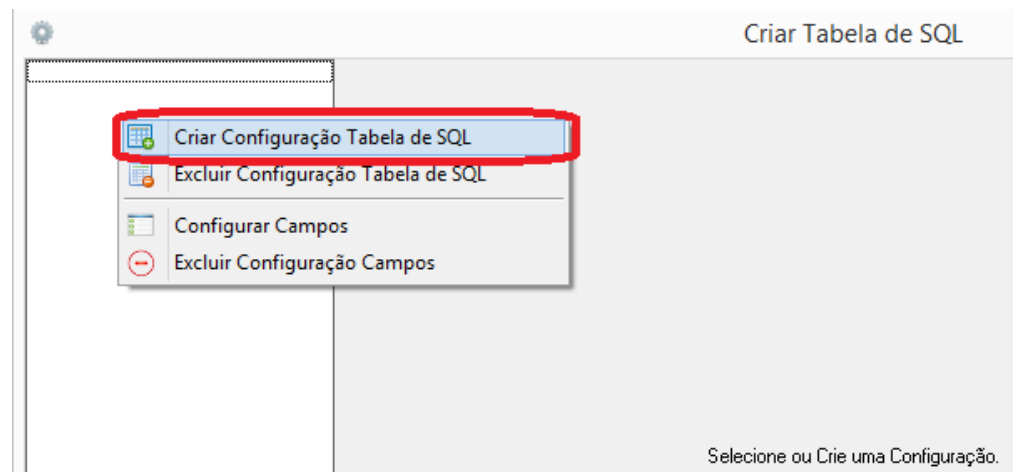 Criar Tabela de SQL
Criar Configuração Tabela de SQL
Excluir Configuração Tabela de SQL
Configurar Campos
Excluir Configuração Campos
Selecione ou Crie uma Configuração.